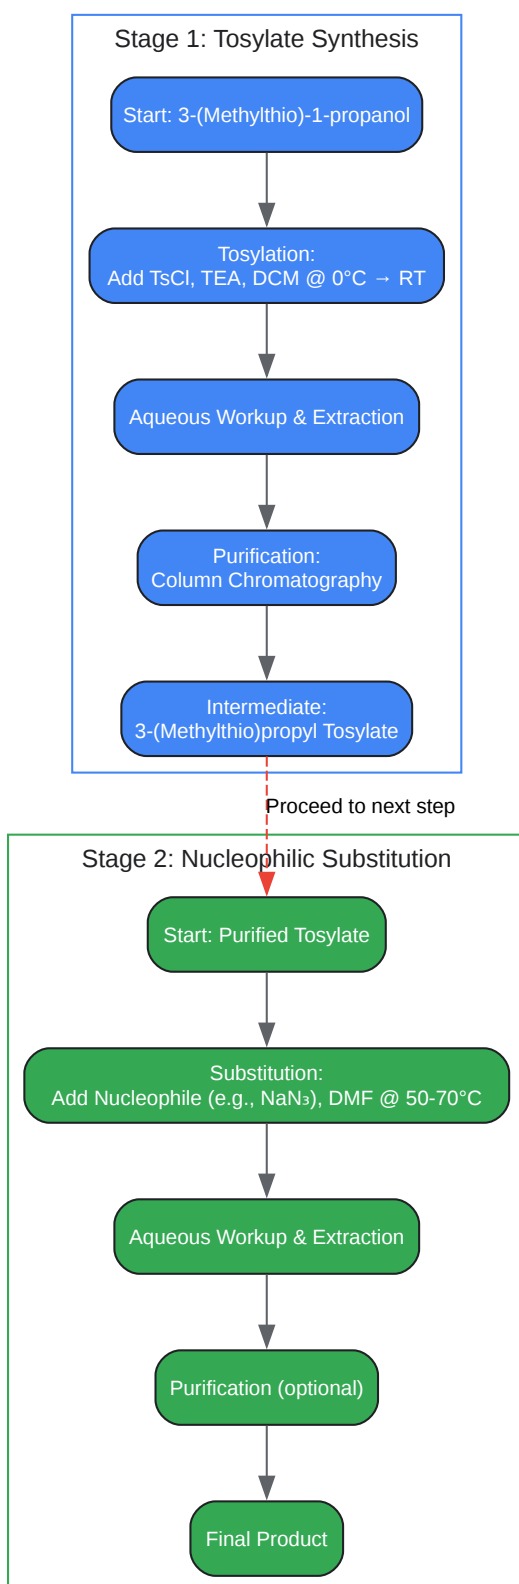 Stage 1: Tosylate Synthesis
Start: 3-(Methylthio)-1-propanol
Tosylation:
Add TsCl, TEA, DCM @ 0°C → RT
Aqueous Workup & Extraction
Purification:
Column Chromatography
Intermediate:
3-(Methylthio)propyl Tosylate
Proceed to next step
Stage 2: Nucleophilic Substitution
Start: Purified Tosylate
Substitution:
Add Nucleophile (e.g., NaN₃), DMF @ 50-70°C
Aqueous Workup & Extraction
Purification (optional)
Final Product